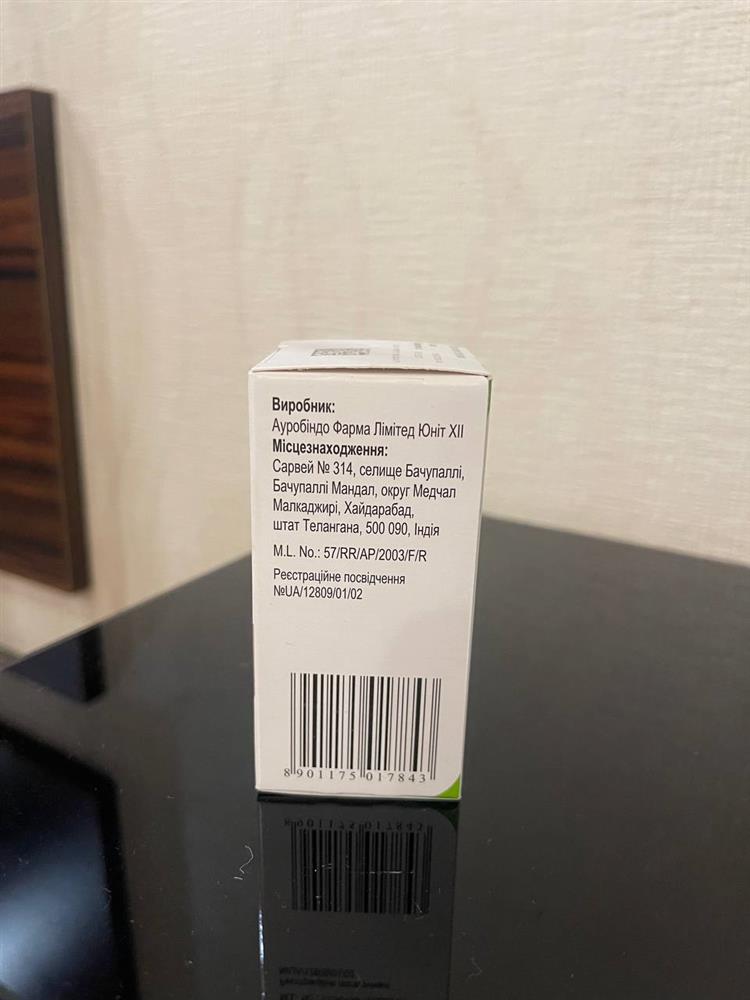 Виробник:
Ауробіндо Фарма Лімітед Юніт XII
Місцезнаходження:
Сарвей № 314, селище Бачупаллі,
Бачупаллі Мандал, округ Медчал
Малкаджирі, Хайдарабад,
штат Телангана, 500 090, Індія
M.L. No.: 57/RR/AP/2003/F/R
Реєстраційне посвідчення
№UA/12809/01/02
8 901175 017843